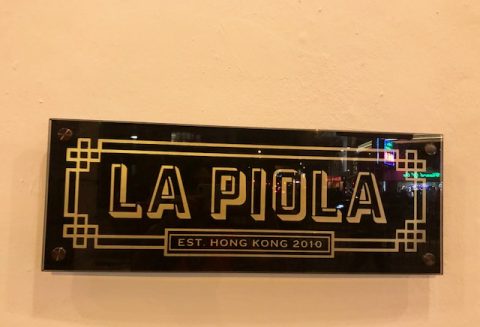 LA PIOLA
EST. HONG KONG 2010